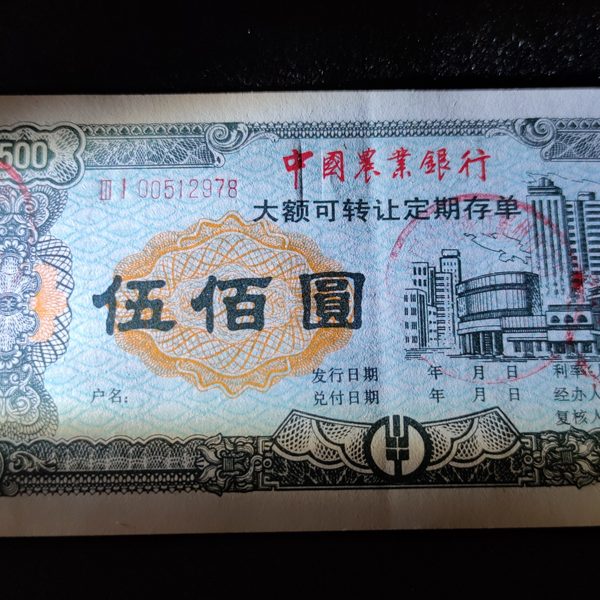 500
中國農業銀行
Ⅲ Ⅰ 00512978
大额可转让定期存单
伍佰圓
发行日期 年 月 日 利率
户名： 兑付日期 年 月 日 经办人
复核人